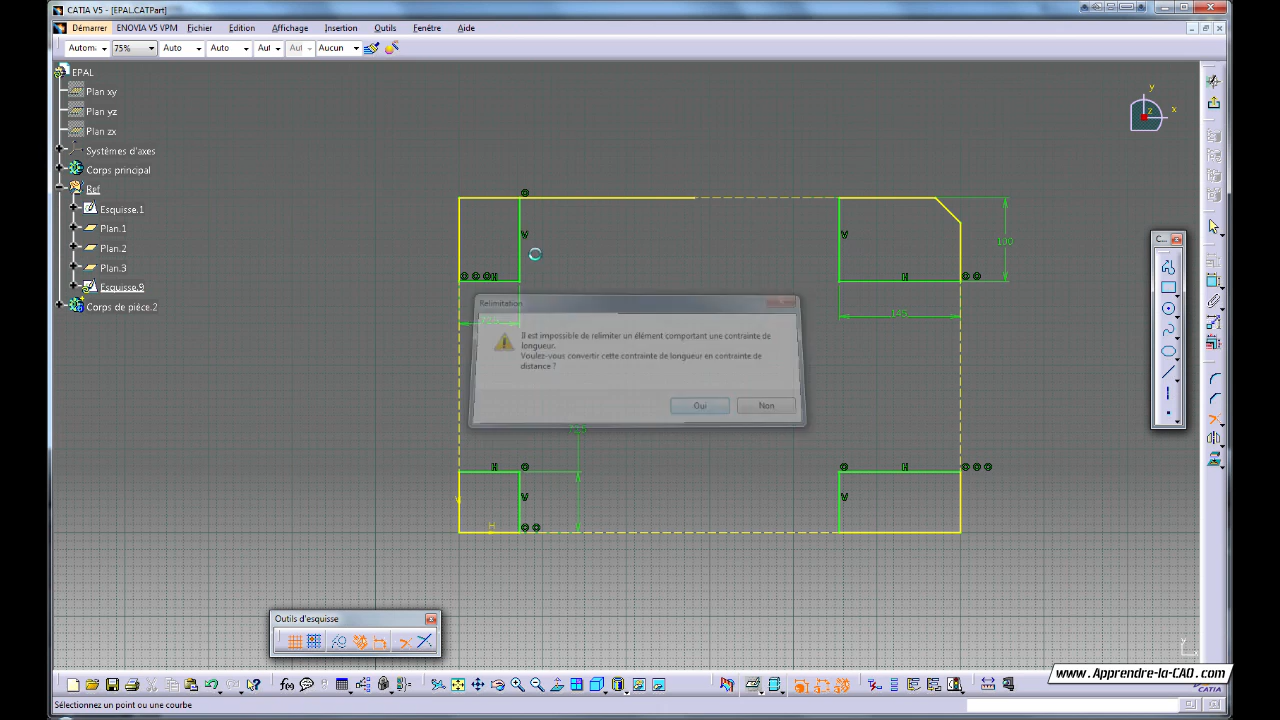 CATIA V5 - [EPAL.CATPart]
Démarrer ENOVIA V5 VPM Fichier Edition Affichage Insertion Outils Fenêtre Aide
Autom 75% Auto Auto Aut Aut Aucun
EPAL
Plan xy
Plan yz
Plan zx
Systèmes d'axes
Corps principal
Ref
Esquisse.1
Plan.1
Plan.2
Plan.3
Esquisse.9
Corps de pièce.2
y
x
z
V
V
100
H
H
145
Relimitation
Il est impossible de relimiter un élément comportant une contrainte de
longueur.
Voulez-vous convertir cette contrainte de longueur en contrainte de
distance ?
Oui Non
H
H
V
V
V
H
C...
Outils d'esquisse
y
www.Apprendre-la-CAO.com
CATIA
Sélectionner un point ou une courbe